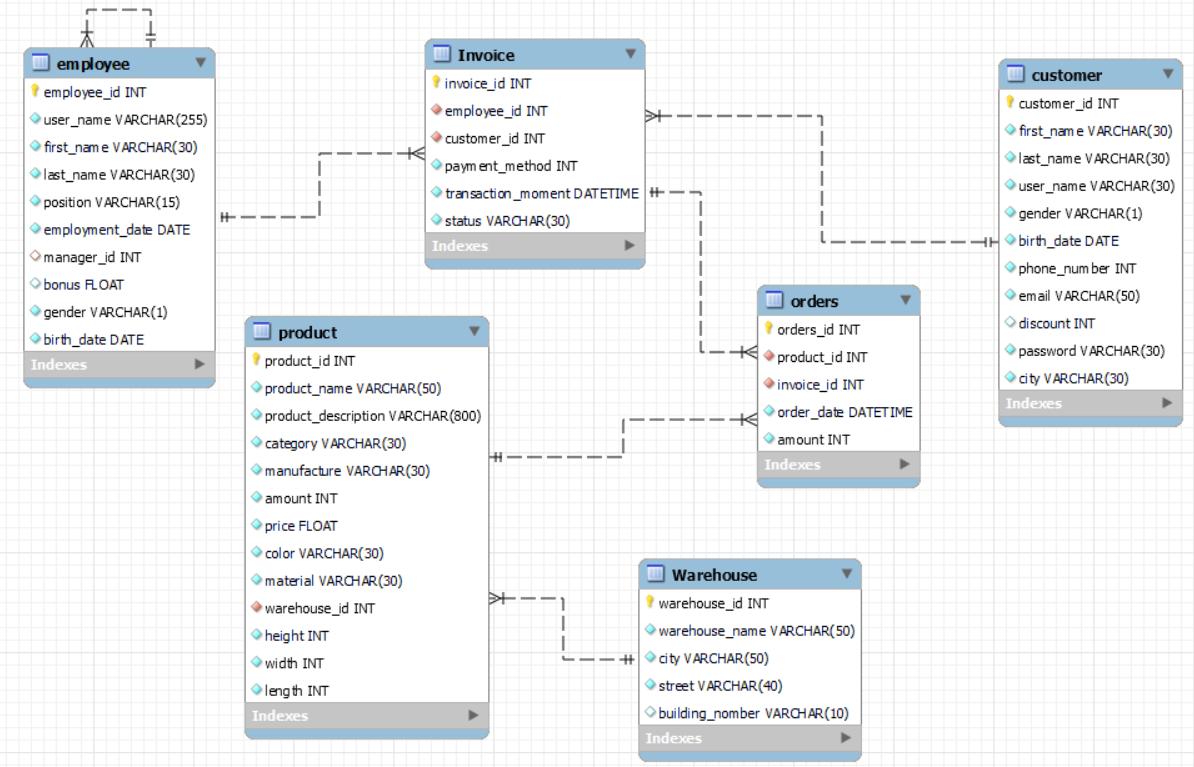 employee
employee_id INT
user_name VARCHAR(255)
first_name VARCHAR(30)
last_name VARCHAR(30)
position VARCHAR(15)
employment_date DATE
manager_id INT
bonus FLOAT
gender VARCHAR(1)
birth_date DATE
Indexes
Invoice
invoice_id INT
employee_id INT
customer_id INT
payment_method INT
transaction_moment DATETIME
status VARCHAR(30)
Indexes
customer
customer_id INT
first_name VARCHAR(30)
last_name VARCHAR(30)
user_name VARCHAR(30)
gender VARCHAR(1)
birth_date DATE
phone_number INT
email VARCHAR(50)
discount INT
password VARCHAR(30)
city VARCHAR(30)
Indexes
product
product_id INT
product_name VARCHAR(50)
product_description VARCHAR(800)
category VARCHAR(30)
manufacture VARCHAR(30)
amount INT
price FLOAT
color VARCHAR(30)
material VARCHAR(30)
warehouse_id INT
height INT
width INT
length INT
Indexes
orders
orders_id INT
product_id INT
invoice_id INT
order_date DATETIME
amount INT
Indexes
Warehouse
warehouse_id INT
warehouse_name VARCHAR(50)
city VARCHAR(50)
street VARCHAR(40)
building_nomber VARCHAR(10)
Indexes